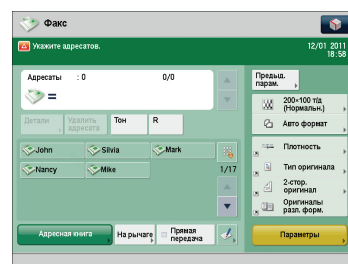 Факс
Укажите адресатов.
12/01 2011
18:58
Адресаты : 0 0/0
=
Детали
Удалить
адресата
Тон
R
John
Silvia
Mark
Nancy
Mike
1/17
Адресная книга
На рычаге
Прямая
передача
Предыд.
парам.
200×100 т/д
(Нормальн.)
Авто формат
Плотность
Тип оригинала
2-стор.
оригинал
Оригиналы
разл. форм.
Параметры